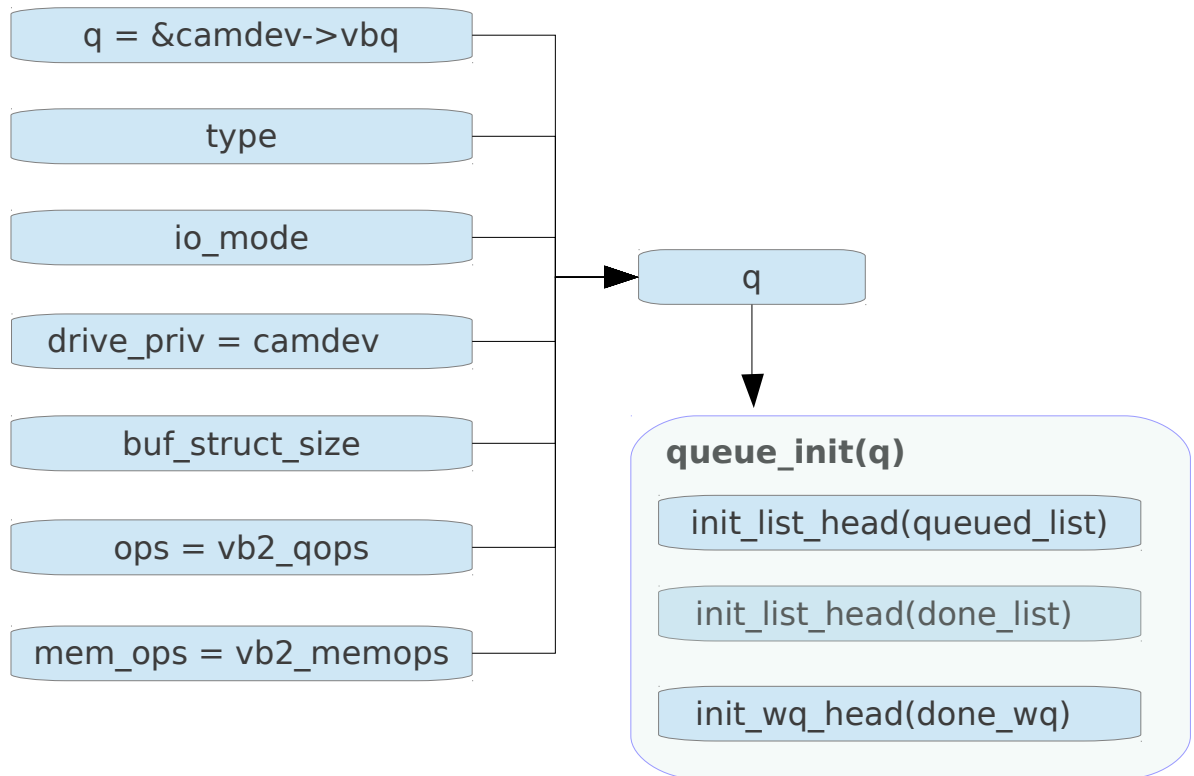 q = &camdev->vbq
type
io_mode
drive_priv = camdev
buf_struct_size
ops = vb2_qops
mem_ops = vb2_memops
q
queue_init(q)
init_list_head(queued_list)
init_list_head(done_list)
init_wq_head(done_wq)